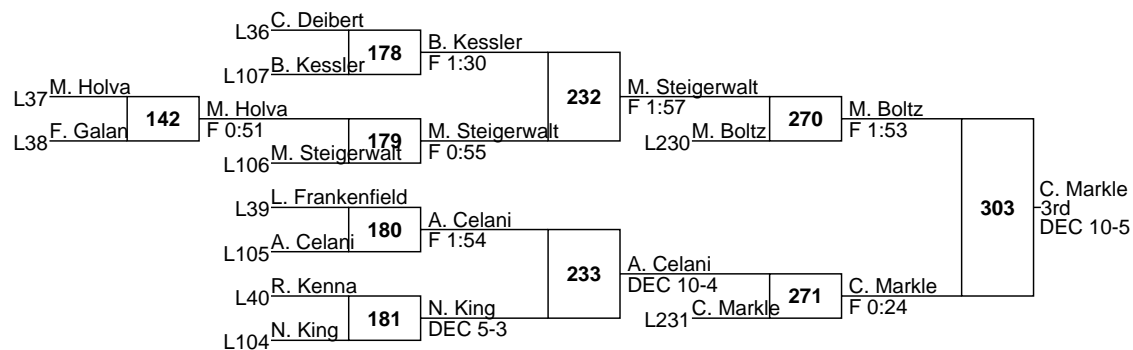 C. Deibert
L36
178
B. Kessler
F 1:30
B. Kessler
L107
M. Holva
L37
142
M. Holva
F 0:51
F. Galan
L38
232
M. Steigerwalt
F 1:57
179
M. Steigerwalt
F 0:55
M. Steigerwalt
L106
M. Boltz
L230
270
M. Boltz
F 1:53
L. Frankenfield
L39
180
A. Celani
F 1:54
A. Celani
L105
233
A. Celani
DEC 10-4
R. Kenna
L40
181
N. King
DEC 5-3
N. King
L104
C. Markle
L231
271
C. Markle
F 0:24
303
C. Markle
3rd
DEC 10-5